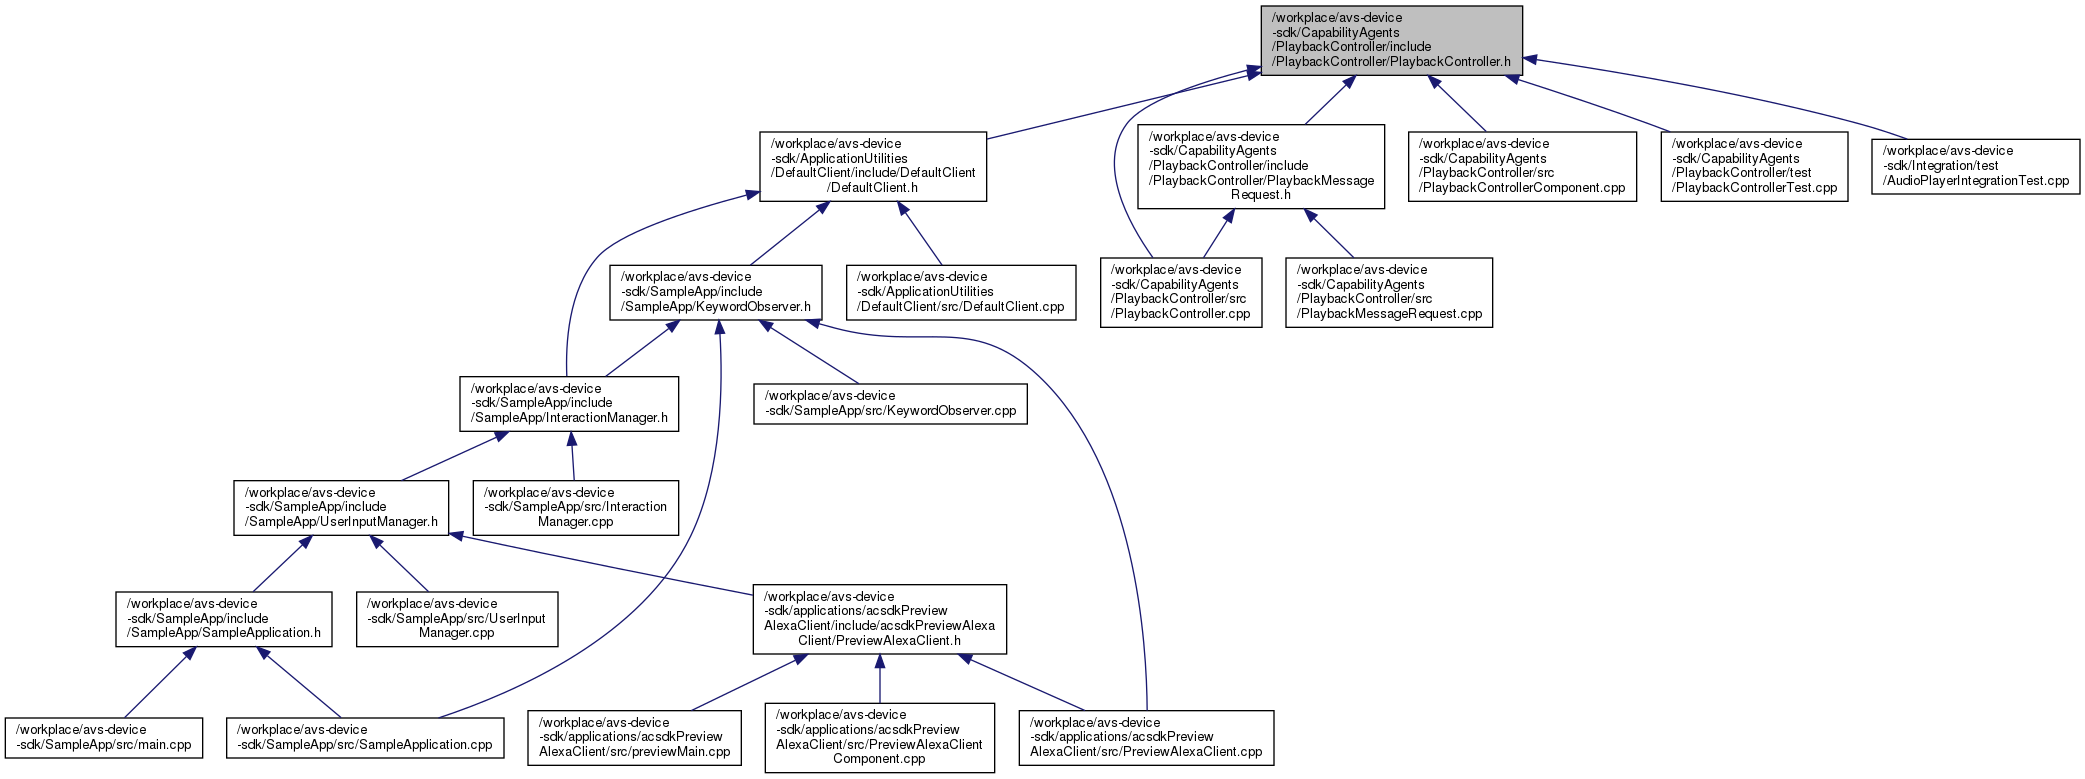 /workplace/avs-device
-sdk/CapabilityAgents
/PlaybackController/include
/PlaybackController/PlaybackController.h
/workplace/avs-device
-sdk/ApplicationUtilities
/DefaultClient/include/DefaultClient
/DefaultClient.h
/workplace/avs-device
-sdk/CapabilityAgents
/PlaybackController/include
/PlaybackController/PlaybackMessage
Request.h
/workplace/avs-device
-sdk/CapabilityAgents
/PlaybackController/src
/PlaybackControllerComponent.cpp
/workplace/avs-device
-sdk/CapabilityAgents
/PlaybackController/test
/PlaybackControllerTest.cpp
/workplace/avs-device
-sdk/Integration/test
/AudioPlayerIntegrationTest.cpp
/workplace/avs-device
-sdk/SampleApp/include
/SampleApp/KeywordObserver.h
/workplace/avs-device
-sdk/ApplicationUtilities
/DefaultClient/src/DefaultClient.cpp
/workplace/avs-device
-sdk/CapabilityAgents
/PlaybackController/src
/PlaybackController.cpp
/workplace/avs-device
-sdk/CapabilityAgents
/PlaybackController/src
/PlaybackMessageRequest.cpp
/workplace/avs-device
-sdk/SampleApp/include
/SampleApp/InteractionManager.h
/workplace/avs-device
-sdk/SampleApp/src/KeywordObserver.cpp
/workplace/avs-device
-sdk/SampleApp/include
/SampleApp/UserInputManager.h
/workplace/avs-device
-sdk/SampleApp/src/Interaction
Manager.cpp
/workplace/avs-device
-sdk/SampleApp/include
/SampleApp/SampleApplication.h
/workplace/avs-device
-sdk/SampleApp/src/UserInput
Manager.cpp
/workplace/avs-device
-sdk/applications/acsdkPreview
AlexaClient/include/acsdkPreviewAlexa
Client/PreviewAlexaClient.h
/workplace/avs-device
-sdk/SampleApp/src/main.cpp
/workplace/avs-device
-sdk/SampleApp/src/SampleApplication.cpp
/workplace/avs-device
-sdk/applications/acsdkPreview
AlexaClient/src/previewMain.cpp
/workplace/avs-device
-sdk/applications/acsdkPreview
AlexaClient/src/PreviewAlexaClient
Component.cpp
/workplace/avs-device
-sdk/applications/acsdkPreview
AlexaClient/src/PreviewAlexaClient.cpp